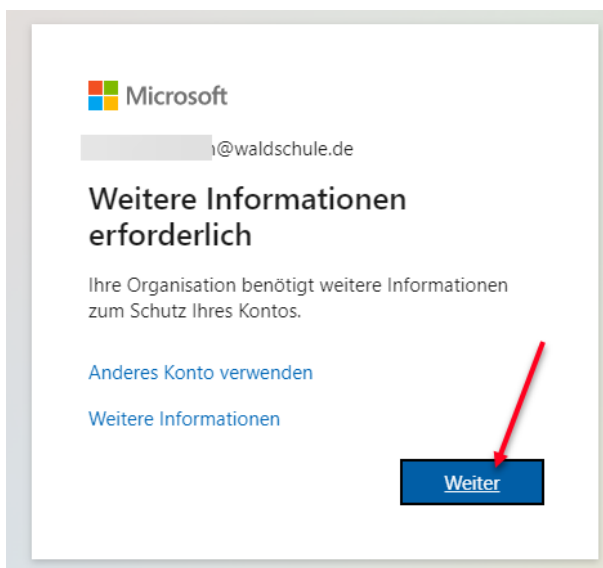 Microsoft
@waldschule.de
Weitere Informationen
erforderlich
Ihre Organisation benötigt weitere Informationen
zum Schutz Ihres Kontos.
Anderes Konto verwenden
Weitere Informationen
Weiter